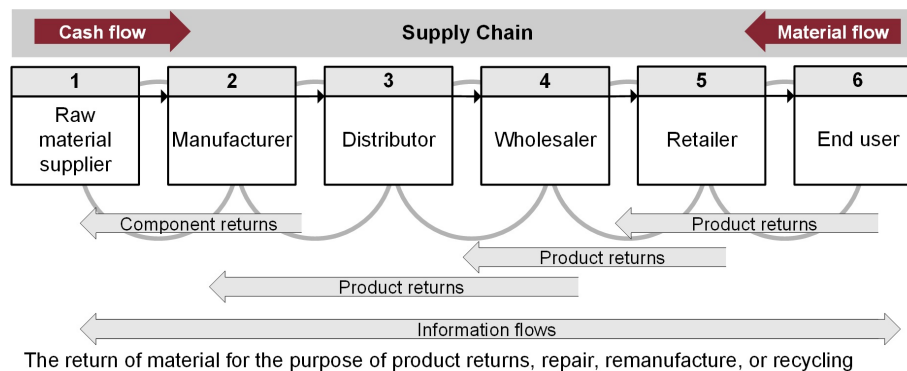 Cash flow
Supply Chain
Material flow
1
2
3
4
5
6
Raw
material
supplier
Manufacturer
Distributor
Wholesaler
Retailer
End user
Component returns
Product returns
Product returns
Product returns
Information flows
The return of material for the purpose of product returns, repair, remanufacture, or recycling